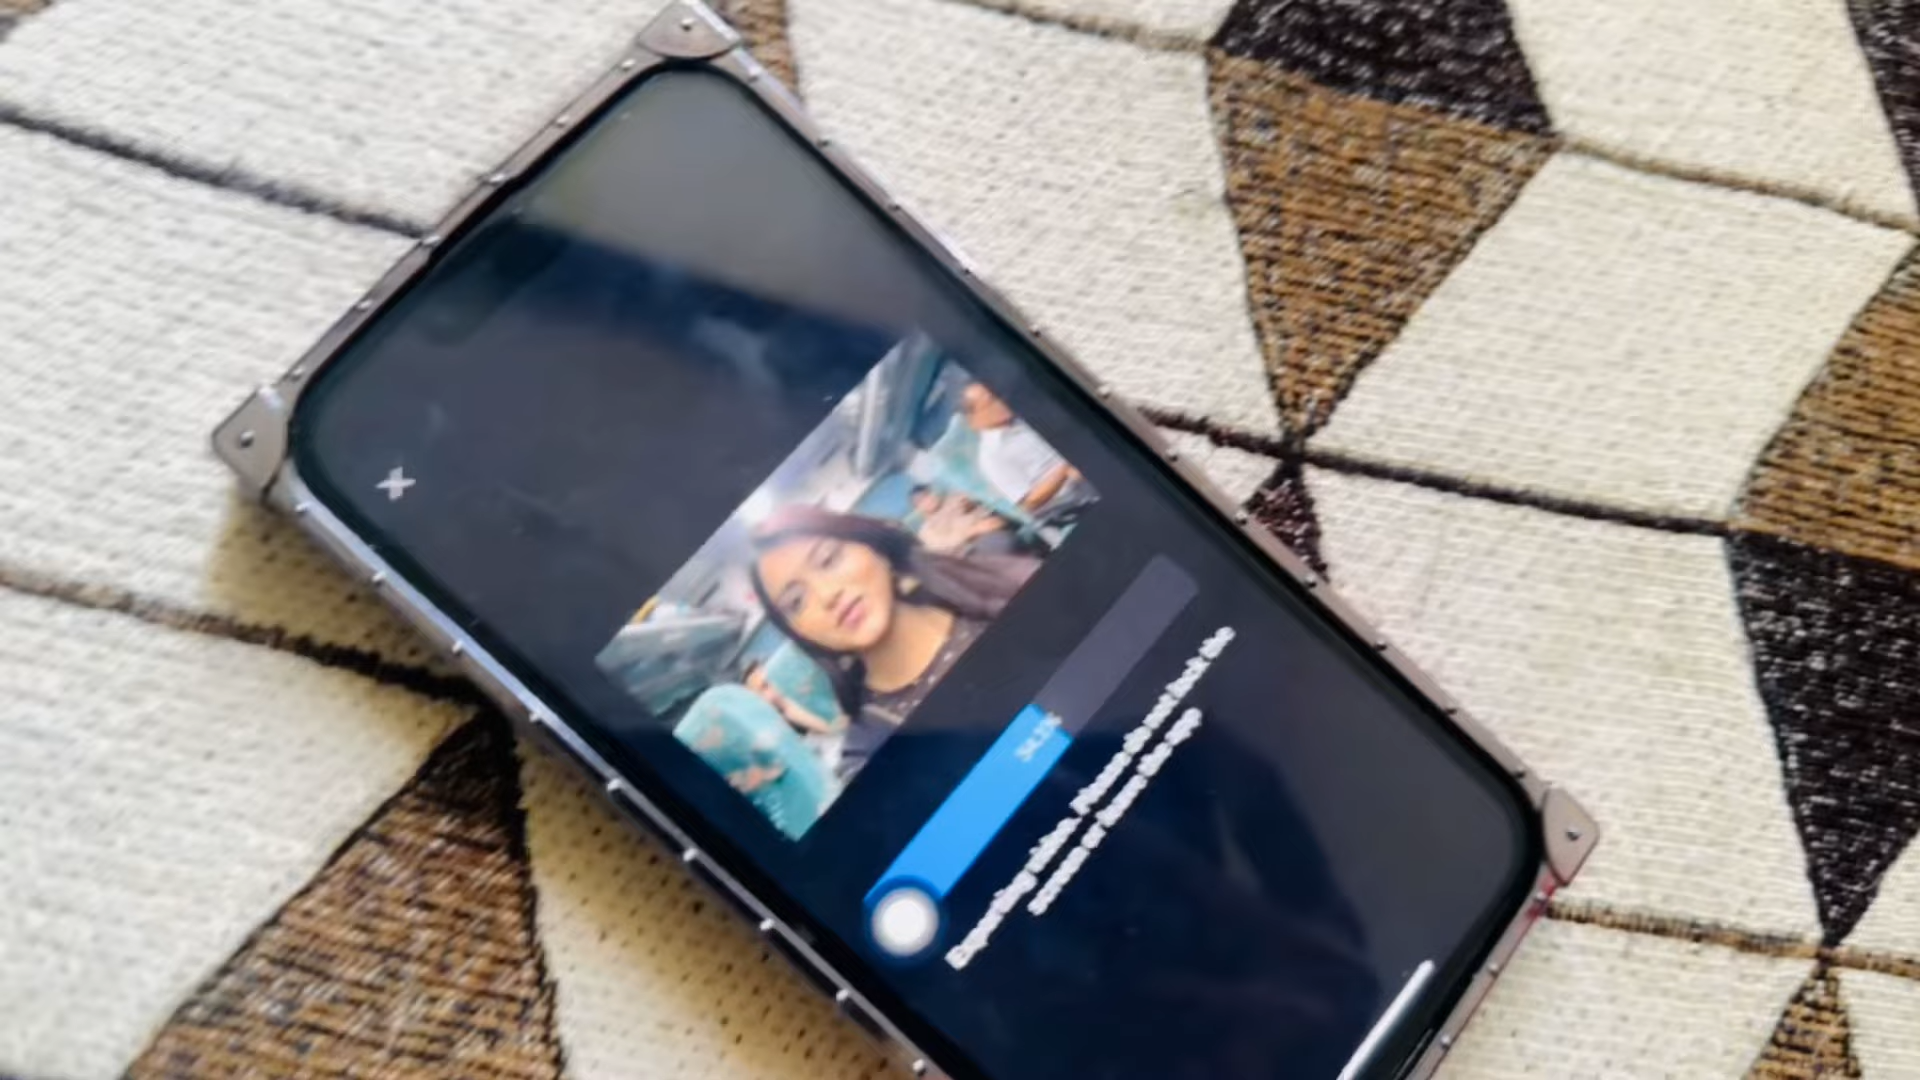 Exporting video. Please do not lock the
screen or leave the app